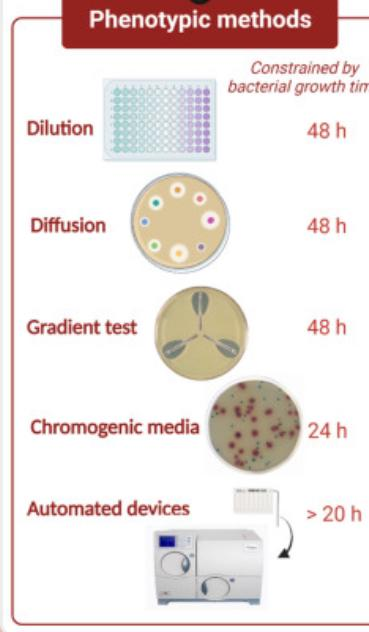 Phenotypic methods
Constrained by
bacterial growth
Dilution
48 h
Diffusion
48 h
Gradient test
48 h
Chromogenic media
24 h
Automated devices
> 20 h